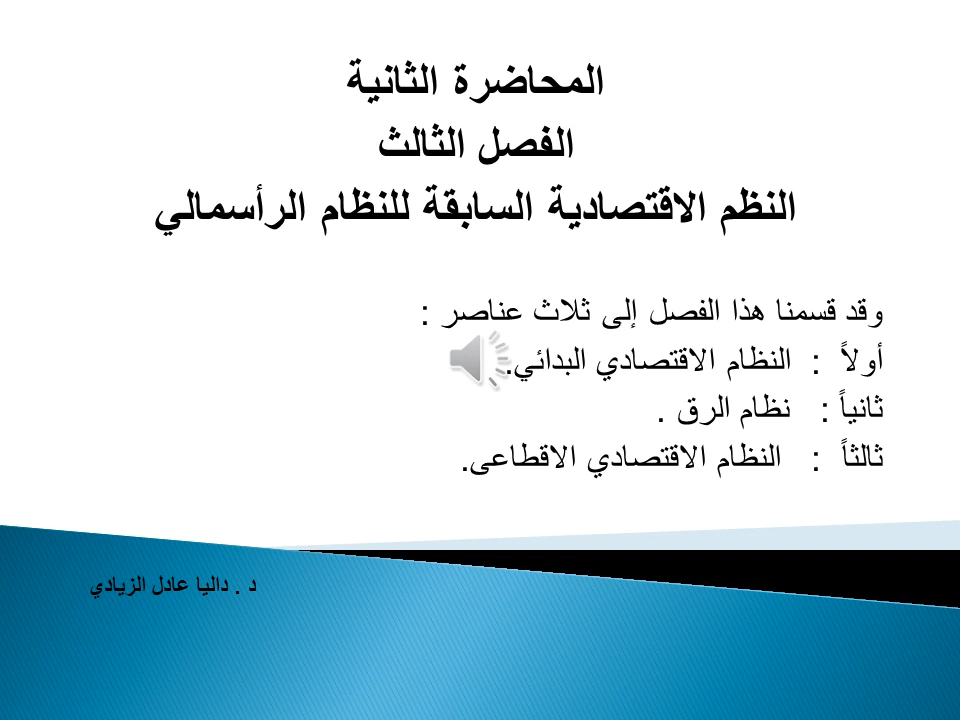 المحاضرة الثانية
الفصل الثالث
النظم الاقتصادية السابقة للنظام الرأسمالي
وقد قسمنا هذا الفصل إلى ثلاث عناصر :
أولاً : النظام الاقتصادي البدائي.
ثانياً : نظام الرق .
ثالثاً : النظام الاقتصادي الاقطاعى.
د . داليا عادل الزيادي